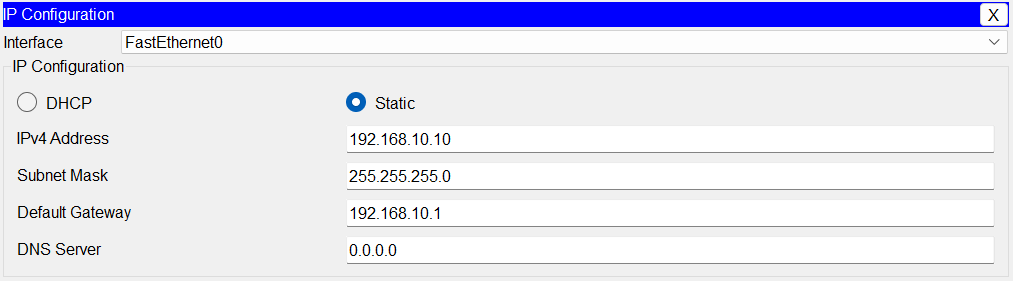 IP Configuration X
Interface FastEthernet0
IP Configuration
DHCP Static
IPv4 Address 192.168.10.10
Subnet Mask 255.255.255.0
Default Gateway 192.168.10.1
DNS Server 0.0.0.0